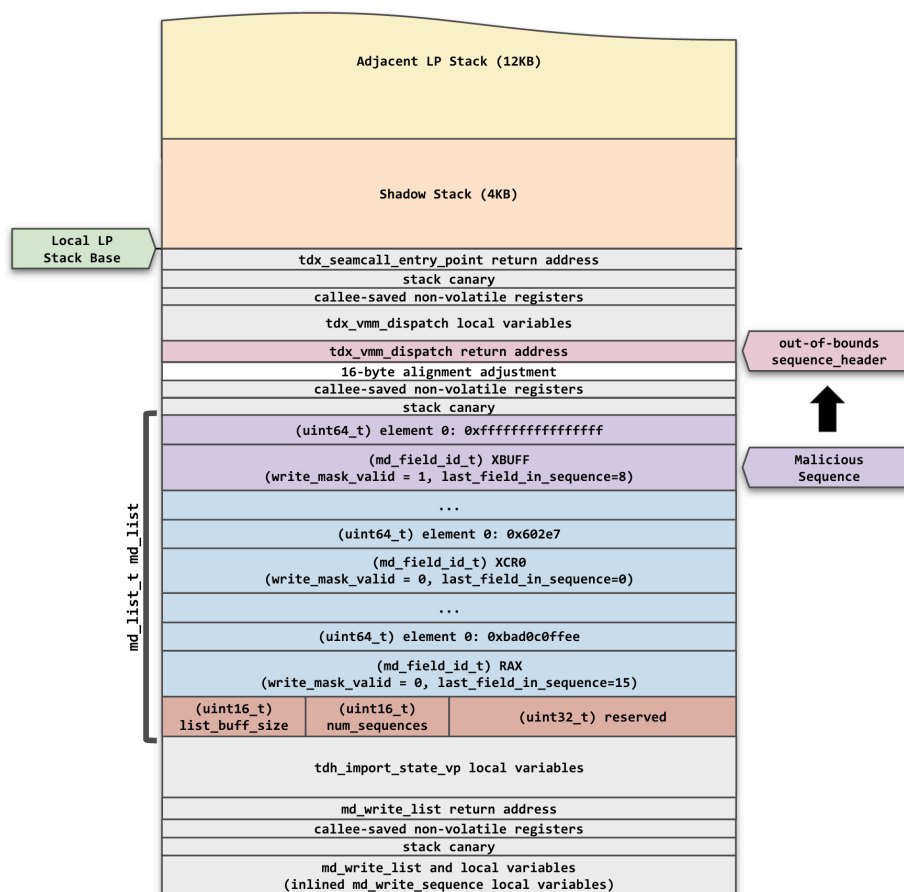 Adjacent LP Stack (12KB)
Shadow Stack (4KB)
Local LP
Stack Base
tdx_seamcall_entry_point return address
stack canary
callee-saved non-volatile registers
tdx_vmm_dispatch local variables
tdx_vmm_dispatch return address
out-of-bounds
sequence_header
16-byte alignment adjustment
callee-saved non-volatile registers
stack canary
(uint64_t) element 0: 0xffffffffffffffff
(md_field_id_t) XBUFF
(write_mask_valid = 1, last_field_in_sequence=8)
Malicious
Sequence
...
(uint64_t) element 0: 0x602e7
(md_field_id_t) XCR0
(write_mask_valid = 0, last_field_in_sequence=0)
...
(uint64_t) element 0: 0xbad0c0ffee
(md_field_id_t) RAX
(write_mask_valid = 0, last_field_in_sequence=15)
(uint16_t)
list_buff_size
(uint16_t)
num_sequences
(uint32_t) reserved
md_list_t md_list
tdh_import_state_vp local variables
md_write_list return address
callee-saved non-volatile registers
stack canary
md_write_list and local variables
(inlined md_write_sequence local variables)